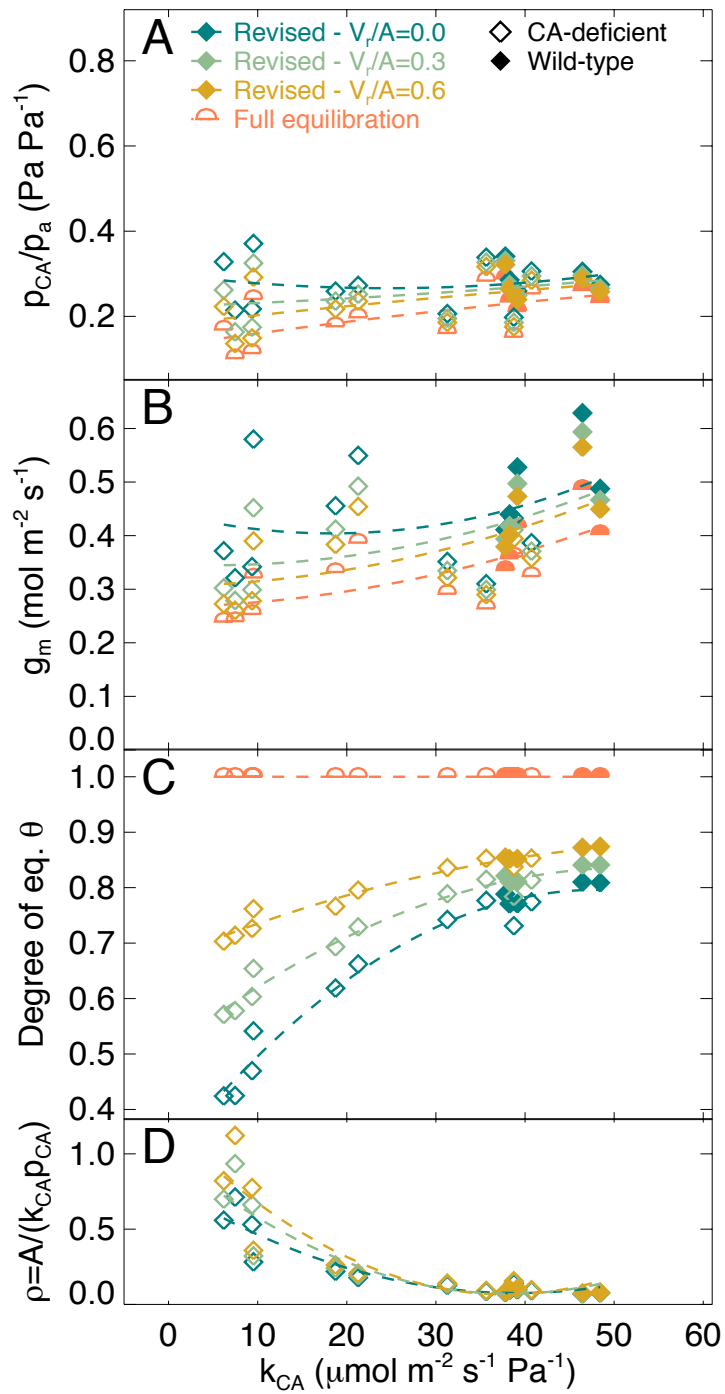 A
Revised - Vr/A=0.0
Revised - Vr/A=0.3
Revised - Vr/A=0.6
Full equilibration
CA-deficient
Wild-type
pCA/pa (Pa Pa-1)
0.8
0.6
0.4
0.2
B
gm (mol m-2 s-1)
0.6
0.5
0.4
0.3
0.2
0.1
0.0
C
Degree of eq. θ
1.0
0.9
0.8
0.7
0.6
0.5
0.4
D
ρ=A/(kCApCA)
1.0
0.5
0.0
0 10 20 30 40 50 60
kCA (μmol m-2 s-1 Pa-1)